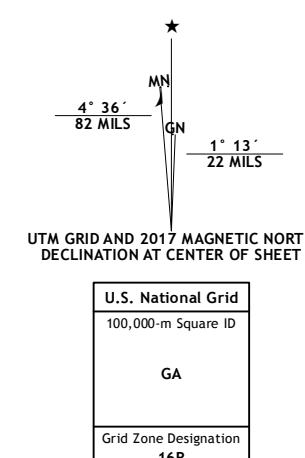 MN
4° 36´
82 MILS
GN
1° 13´
22 MILS
UTM GRID AND 2017 MAGNETIC NORT
DECLINATION AT CENTER OF SHEET
U.S. National Grid
100,000-m Square ID
GA
Grid Zone Designation